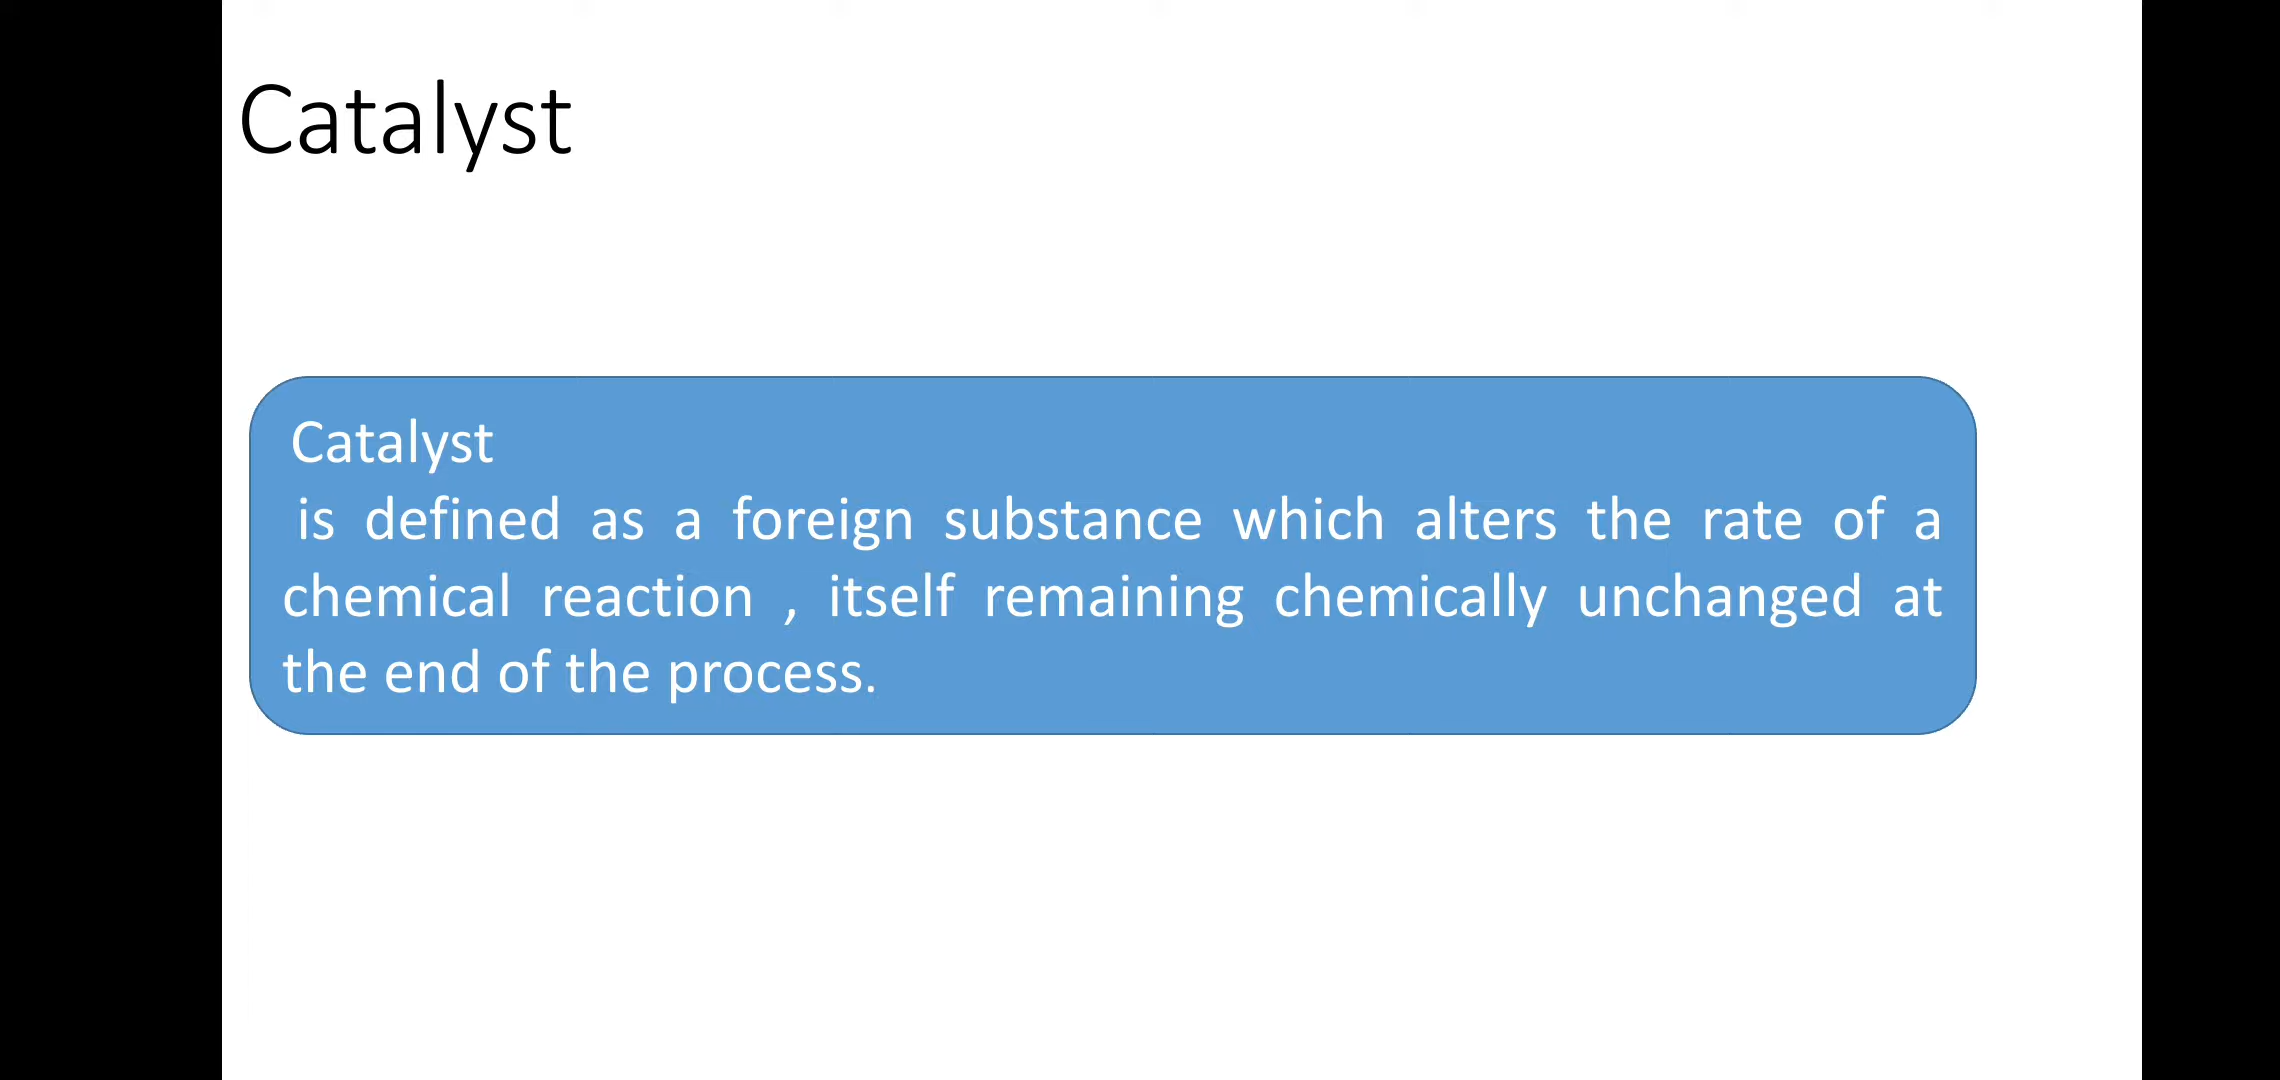 Catalyst
Catalyst
is defined as a foreign substance which alters the rate of a
chemical reaction , itself remaining chemically unchanged at
the end of the process.